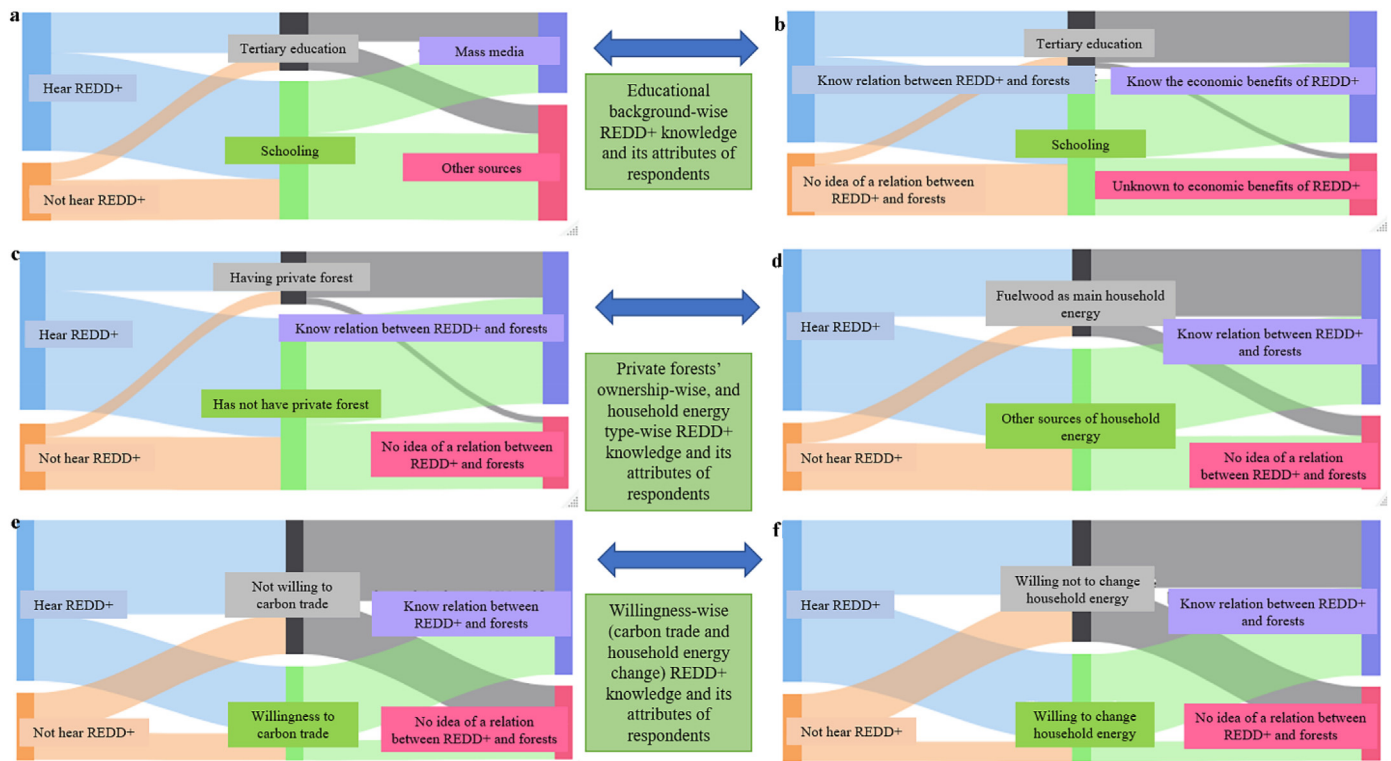 a
Tertiary education
Mass media
Hear REDD+
Schooling
Other sources
Not hear REDD+
Educational
background-wise
REDD+ knowledge
and its attributes of
respondents
b
Tertiary education
Know relation between REDD+ and forests
Know the economic benefits of REDD+
Schooling
No idea of a relation between
REDD+ and forests
Unknown to economic benefits of REDD+
c
Having private forest
Hear REDD+
Know relation between REDD+ and forests
Has not have private forest
Not hear REDD+
No idea of a relation between
REDD+ and forests
Private forests'
ownership-wise, and
household energy
type-wise REDD+
knowledge and its
attributes of
respondents
d
Fuelwood as main household
energy
Hear REDD+
Know relation between REDD+
and forests
Other sources of household
energy
Not hear REDD+
No idea of a relation
between REDD+ and forests
e
Not willing to
carbon trade
Hear REDD+
Know relation between
REDD+ and forests
Willingness to
carbon trade
Not hear REDD+
No idea of a relation
between REDD+ and forests
Willingness-wise
(carbon trade and
household energy
change) REDD+
knowledge and its
attributes of
respondents
f
Willing not to change
household energy
Hear REDD+
Know relation between REDD+
and forests
Willing to change
household energy
Not hear REDD+
No idea of a relation between
REDD+ and forests